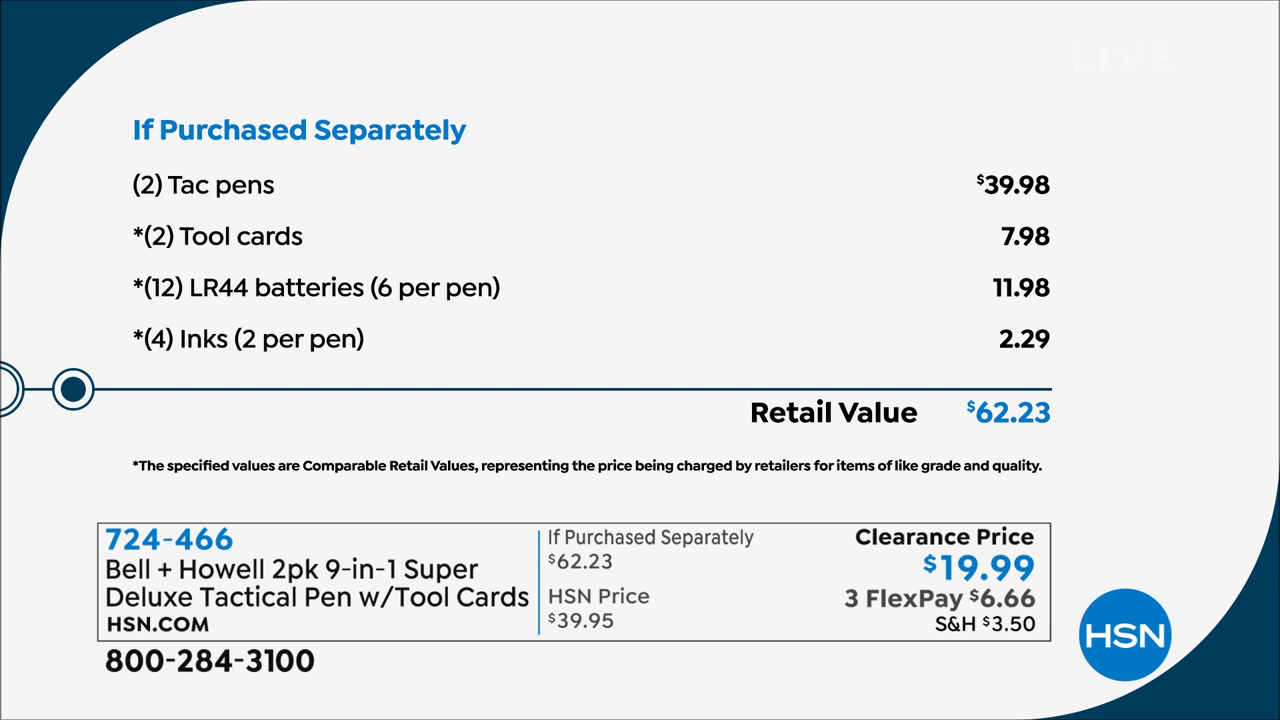 LIVE
If Purchased Separately
(2) Tac pens $39.98
*(2) Tool cards 7.98
*(12) LR44 batteries (6 per pen) 11.98
*(4) Inks (2 per pen) 2.29
Retail Value $62.23
*The specified values are Comparable Retail Values, representing the price being charged by retailers for items of like grade and quality.
724-466
Bell + Howell 2pk 9-in-1 Super
Deluxe Tactical Pen w/Tool Cards
HSN.COM
If Purchased Separately
$62.23
HSN Price
$39.95
Clearance Price
$19.99
3 FlexPay $6.66
S&H $3.50
HSN
800-284-3100